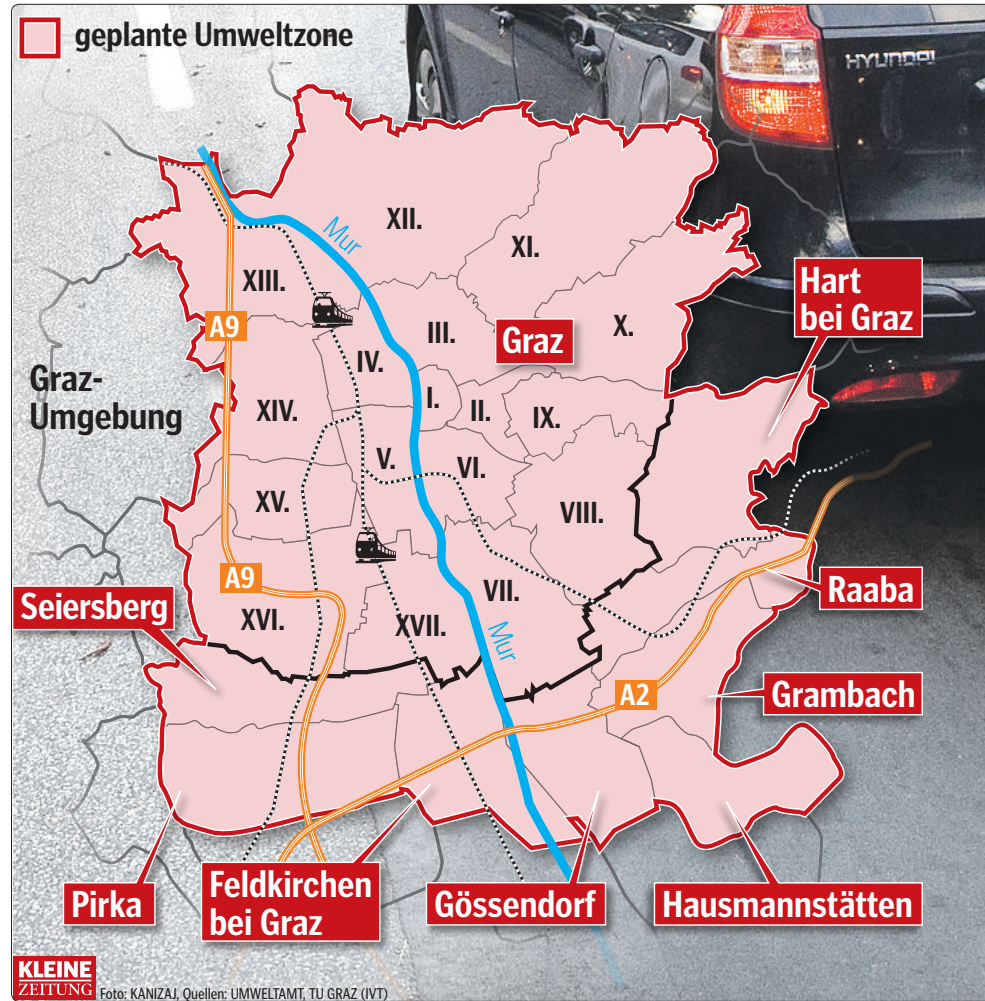 geplante Umweltzone
HYUNDAI
Mur
XII.
XI.
XIII.
Hart
bei Graz
A9
III.
Graz
X.
IV.
Graz-
Umgebung
XIV.
I.
II.
IX.
V.
VI.
XV.
VIII.
A9
VII.
Raaba
Seiersberg
XVI.
XVII.
Mur
A2
Grambach
Pirka
Feldkirchen
bei Graz
Gössendorf
Hausmannstätten
KLEINE
ZEITUNG
Foto: KANIZAJ, Quellen: UMWELTAMT, TU GRAZ (IVT)